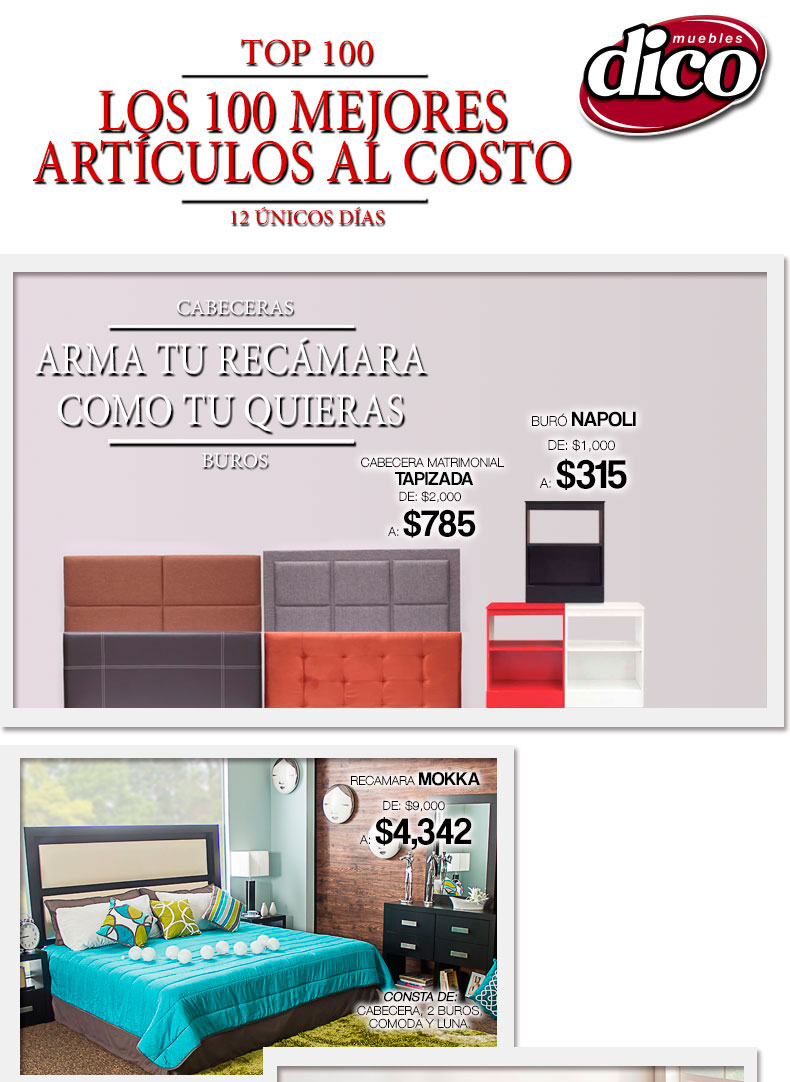 TOP 100
muebles
dico
LOS 100 MEJORES
ARTÍCULOS AL COSTO
12 ÚNICOS DÍAS
CABECERAS
ARMA TU RECÁMARA
COMO TU QUIERAS
BUROS
BURÓ NAPOLI
DE: $1,000
A: $315
CABECERA MATRIMONIAL
TAPIZADA
DE: $2,000
A: $785
RECAMARA MOKKA
DE: $9,000
A: $4,342
CONSTA DE:
CABECERA, 2 BUROS
COMODA Y LUNA.